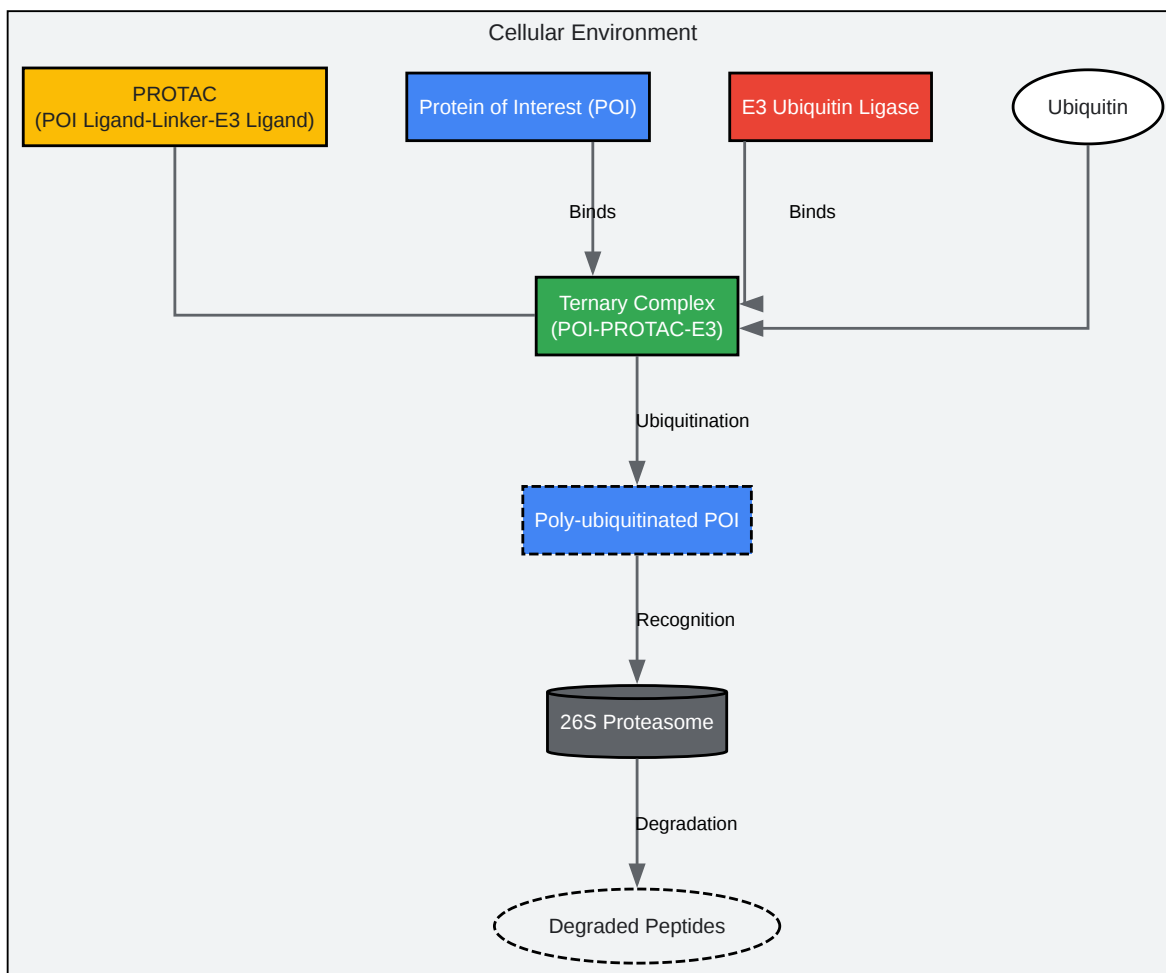 Cellular Environment
PROTAC
(POI Ligand-Linker-E3 Ligand)
Protein of Interest (POI)
E3 Ubiquitin Ligase
Ubiquitin
Binds
Binds
Ternary Complex
(POI-PROTAC-E3)
Ubiquitination
Poly-ubiquitinated POI
Recognition
26S Proteasome
Degradation
Degraded Peptides